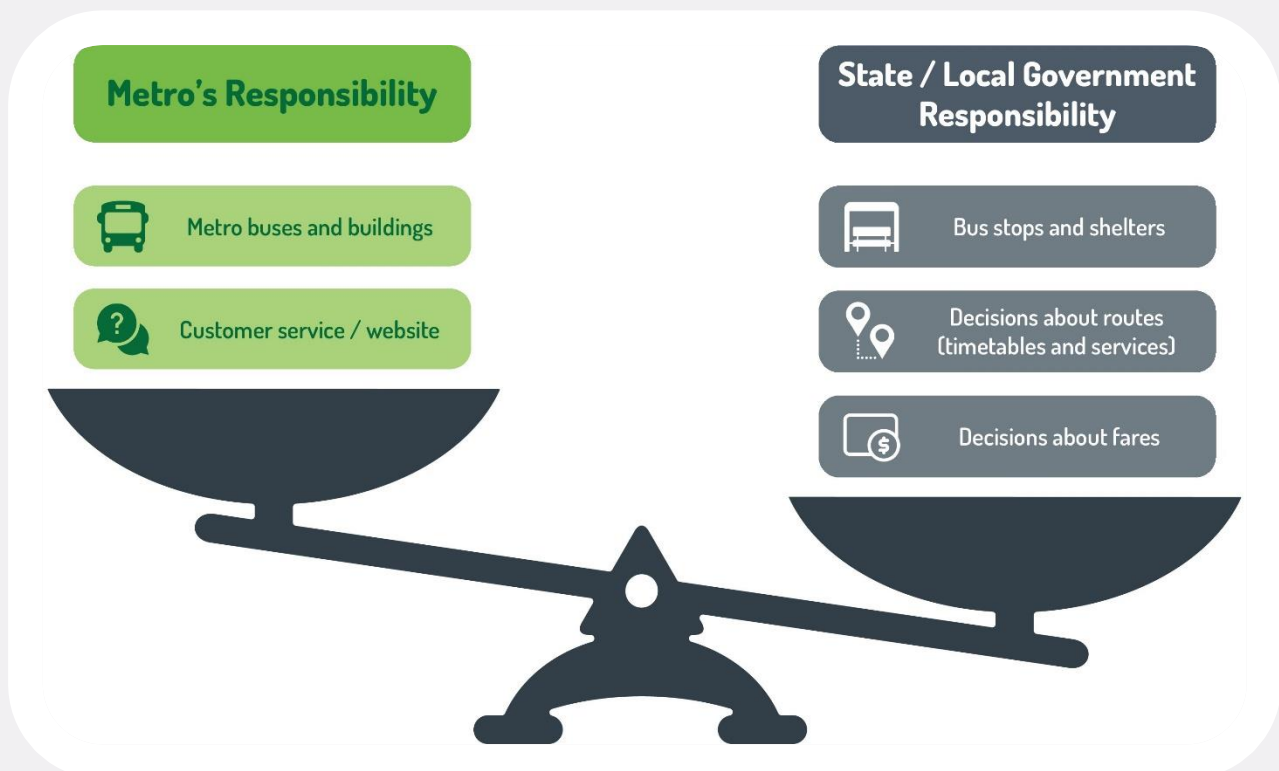 Metro's Responsibility
Metro buses and buildings
? Customer service / website
State / Local Government
Responsibility
Bus stops and shelters
Decisions about routes
(timetables and services)
$ Decisions about fares